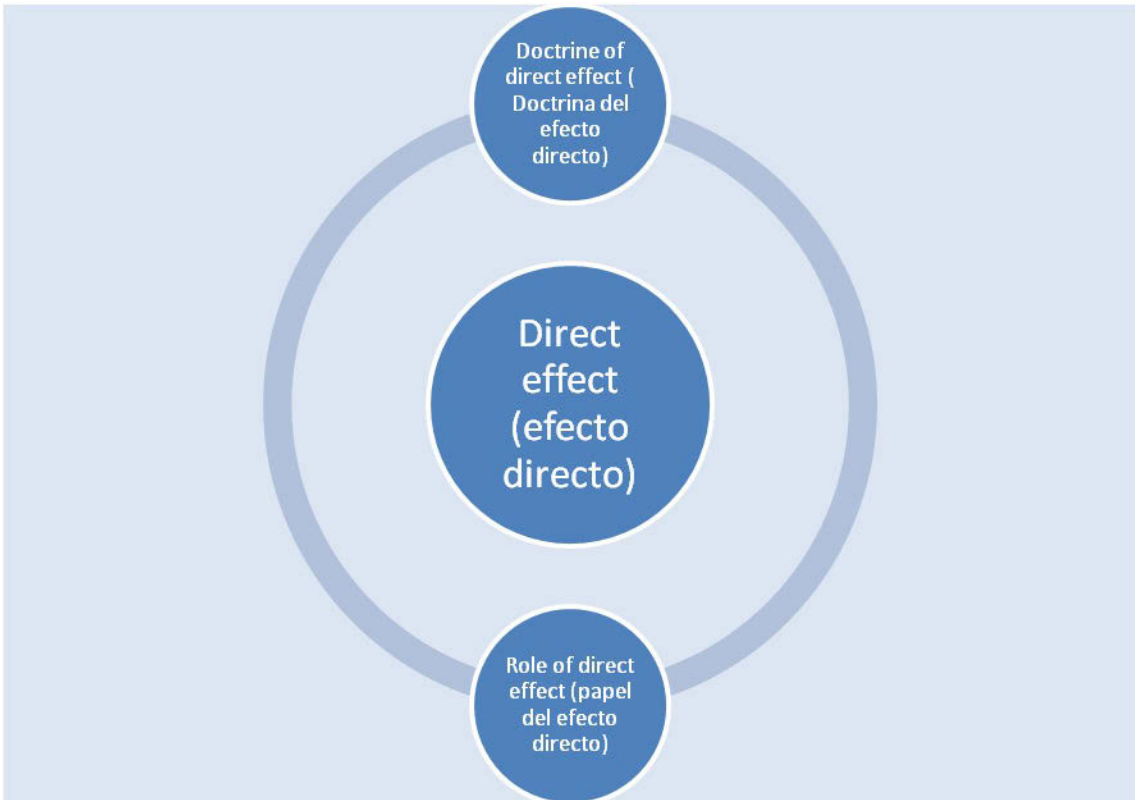 Doctrine of
direct effect (
Doctrina del
efecto
directo)
Direct
effect
(efecto
directo)
Role of direct
effect (papel
del efecto
directo)